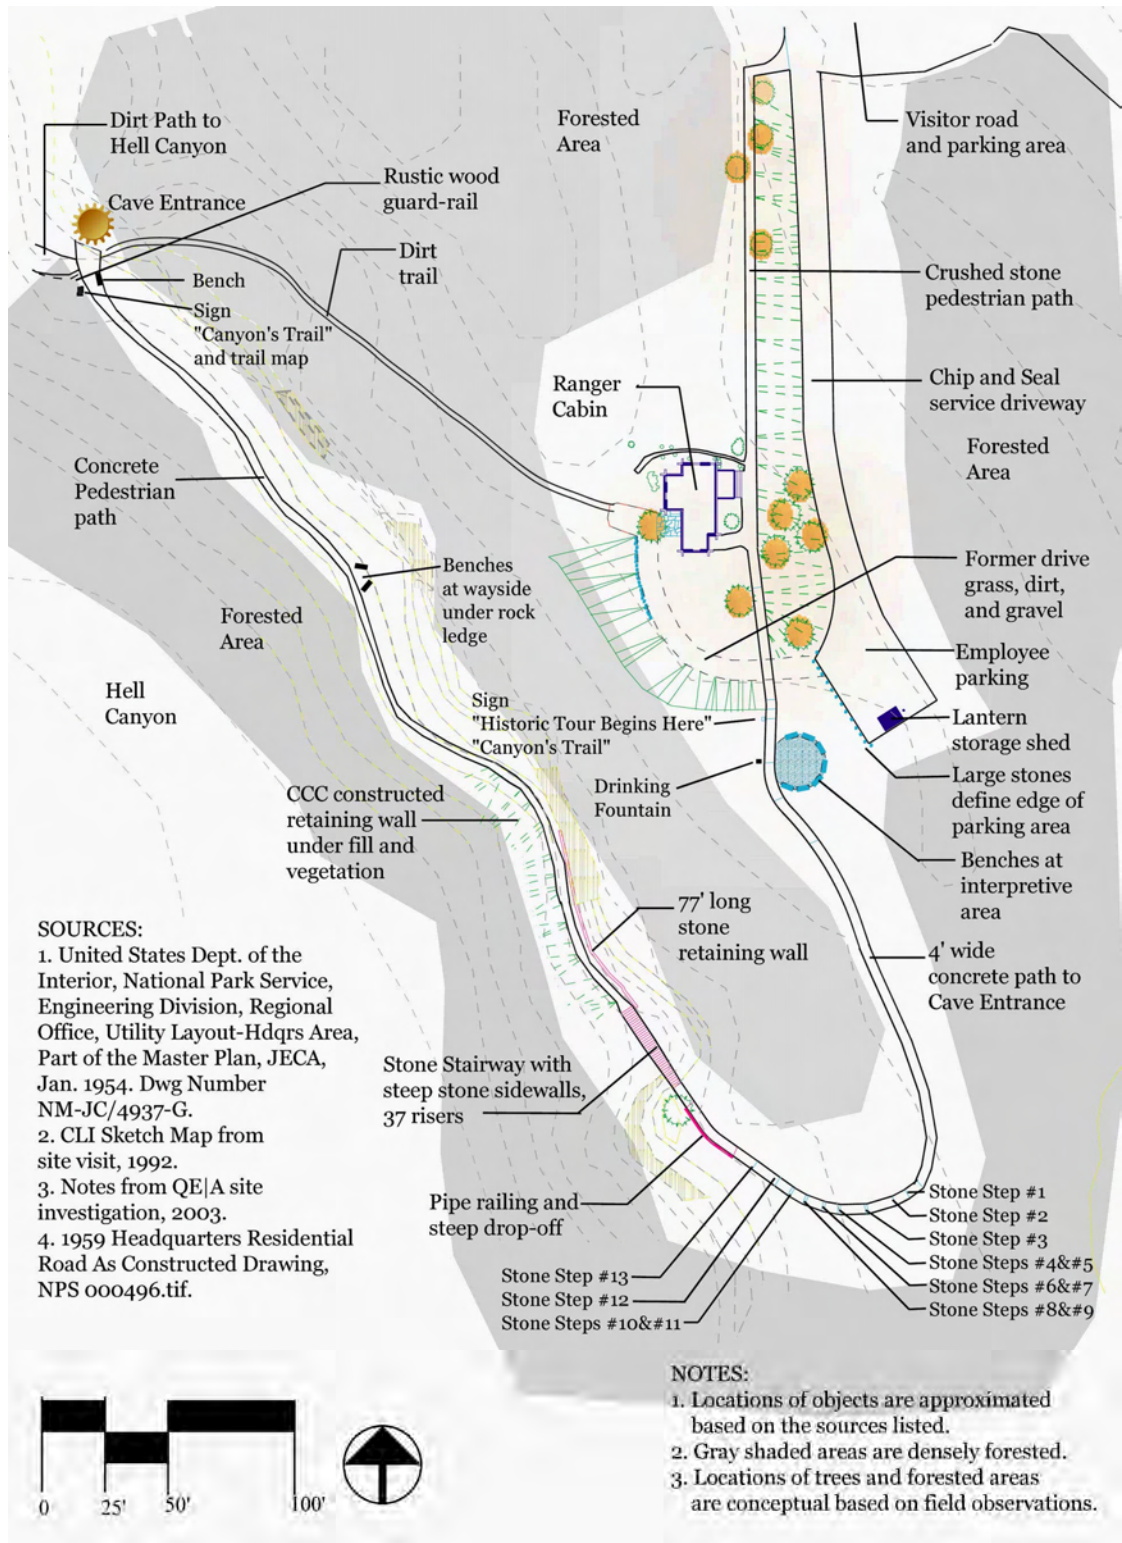 Dirt Path to
Hell Canyon
Cave Entrance
Rustic wood
guard-rail
Dirt
trail
Bench
Sign
"Canyon's Trail"
and trail map
Forested
Area
Visitor road
and parking area
Crushed stone
pedestrian path
Chip and Seal
service driveway
Forested
Area
Ranger
Cabin
Concrete
Pedestrian
path
Benches
at wayside
under rock
ledge
Former drive
grass, dirt,
and gravel
Forested
Area
Employee
parking
Hell
Canyon
Sign
"Historic Tour Begins Here"
"Canyon's Trail"
Lantern
storage shed
Drinking
Fountain
Large stones
define edge of
parking area
CCC constructed
retaining wall
under fill and
vegetation
Benches at
interpretive
area
77' long
stone
retaining wall
4' wide
concrete path to
Cave Entrance
SOURCES:
1. United States Dept. of the
Interior, National Park Service,
Engineering Division, Regional
Office, Utility Layout-Hdqrs Area,
Part of the Master Plan, JECA,
Jan. 1954. Dwg Number
NM-JC/4937-G.
2. CLI Sketch Map from
site visit, 1992.
3. Notes from QE|A site
investigation, 2003.
4. 1959 Headquarters Residential
Road As Constructed Drawing,
NPS 000496.tif.
Stone Stairway with
steep stone sidewalls,
37 risers
Pipe railing and
steep drop-off
Stone Step #1
Stone Step #2
Stone Step #3
Stone Steps #4&#5
Stone Steps #6&#7
Stone Steps #8&#9
Stone Step #13
Stone Step #12
Stone Steps #10&#11
0 25' 50' 100'
NOTES:
1. Locations of objects are approximated
based on the sources listed.
2. Gray shaded areas are densely forested.
3. Locations of trees and forested areas
are conceptual based on field observations.